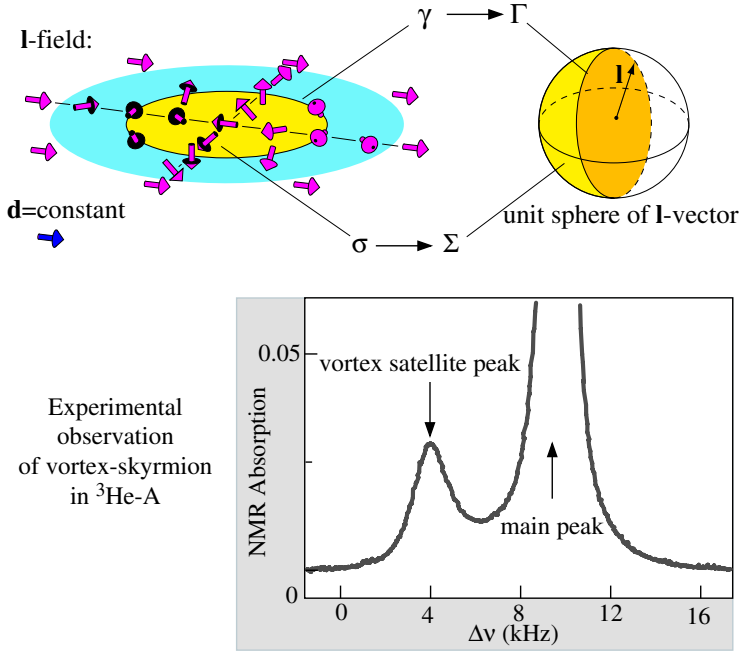 γ → Γ
l-field:
l
d=constant
unit sphere of l-vector
σ → Σ
0.05
vortex satellite peak
Experimental
observation
of vortex-skyrmion
in ³He-A
NMR Absorption
main peak
0
0 4 8 12 16
Δν (kHz)